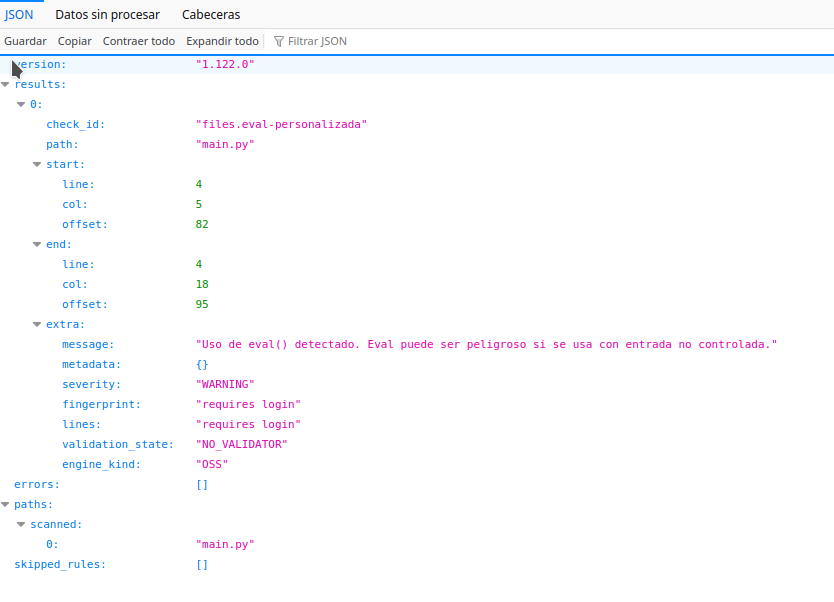 JSON Datos sin procesar Cabeceras
Guardar Copiar Contraer todo Expandir todo Filtrar JSON
version: "1.122.0"
results:
0:
check_id: "files.eval-personalizada"
path: "main.py"
start:
line: 4
col: 5
offset: 82
end:
line: 4
col: 18
offset: 95
extra:
message: "Uso de eval() detectado. Eval puede ser peligroso si se usa con entrada no controlada."
metadata: {}
severity: "WARNING"
fingerprint: "requires login"
lines: "requires login"
validation_state: "NO_VALIDATOR"
engine_kind: "OSS"
errors: []
paths:
scanned:
0: "main.py"
skipped_rules: []